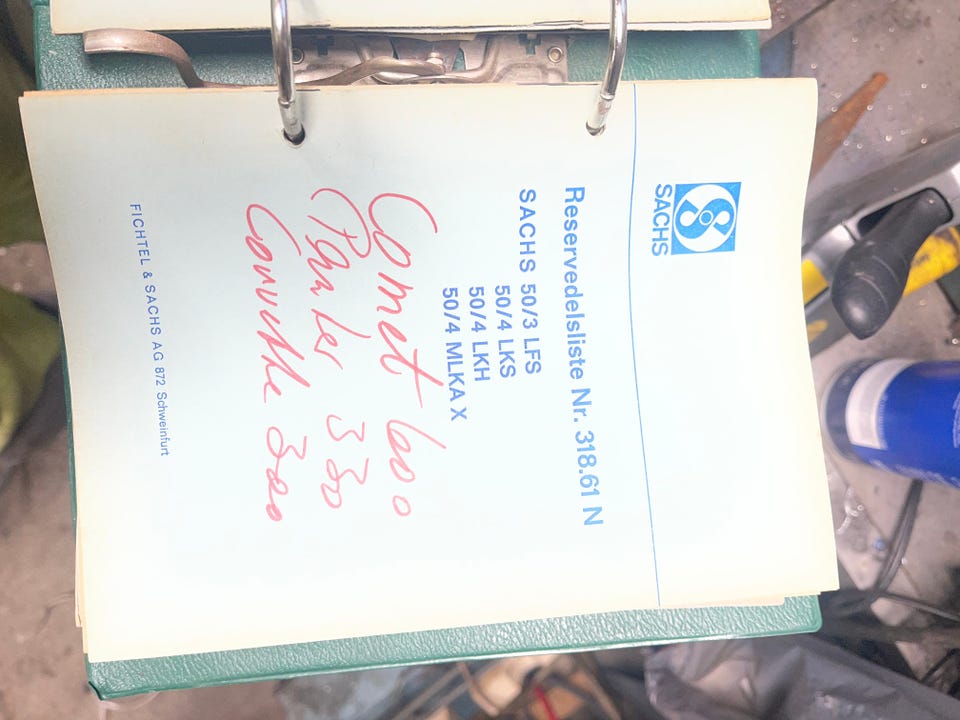 SACHS
Reservedelsliste Nr. 318.61 N
SACHS 50/3 LFS
50/4 LKS
50/4 LKH
50/4 MLKA X
Comet 600
330
Corvette 300
FICHTEL & SACHS AG 872 Schweinfurt